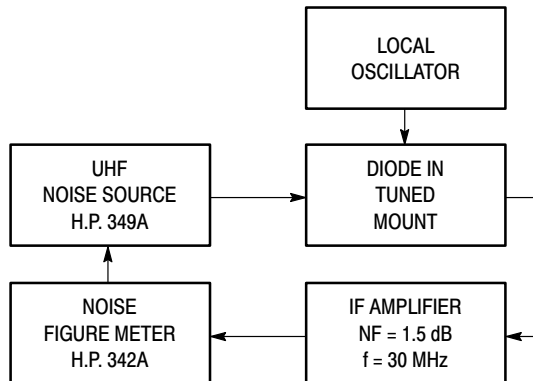 LOCAL
OSCILLATOR
UHF
NOISE SOURCE
H.P. 349A
DIODE IN
TUNED
MOUNT
NOISE
FIGURE METER
H.P. 342A
IF AMPLIFIER
NF = 1.5 dB
f = 30 MHz